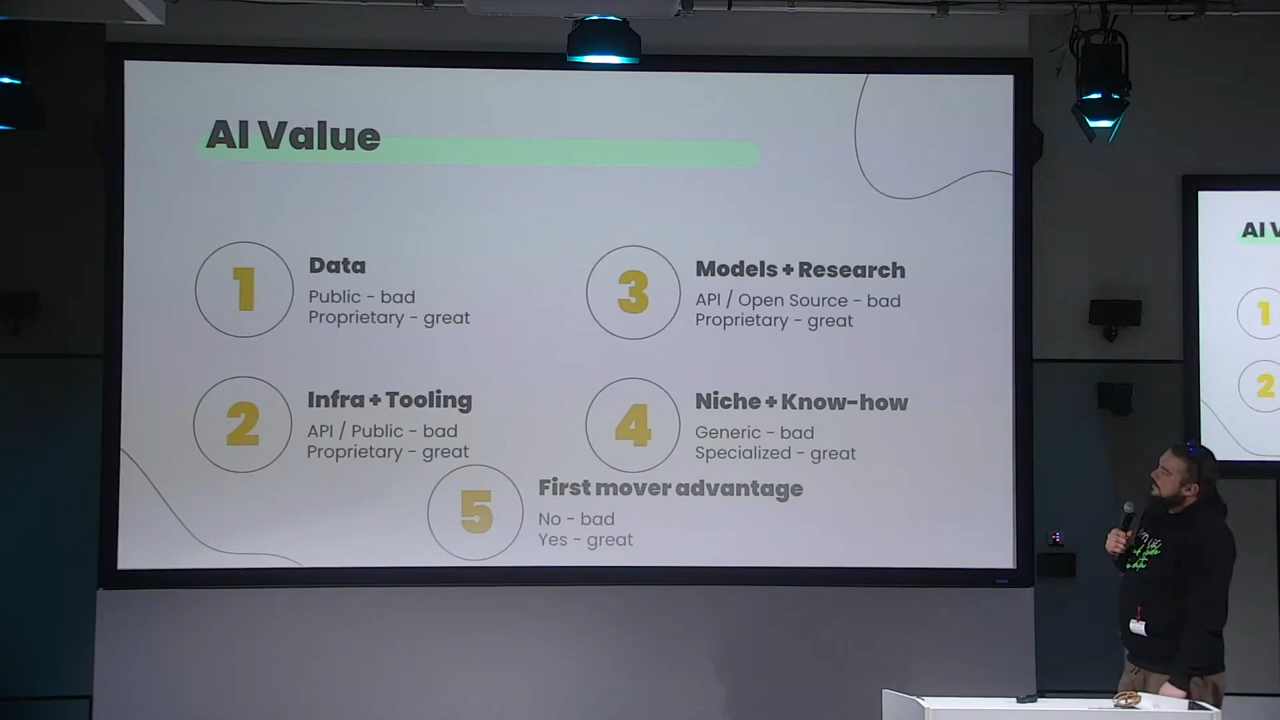 AI Value
1
Data
Public - bad
Proprietary - great
2
Infra + Tooling
API / Public - bad
Proprietary - great
3
Models + Research
API / Open Source - bad
Proprietary - great
4
Niche + Know-how
Generic - bad
Specialized - great
5
First mover advantage
No - bad
Yes - great
AI V
1
2